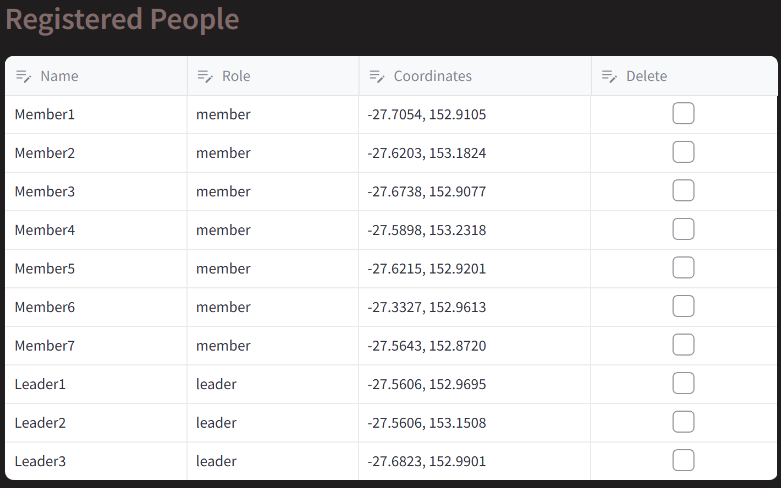 Registered People
Name Role Coordinates Delete
Member1 member -27.7054, 152.9105
Member2 member -27.6203, 153.1824
Member3 member -27.6738, 152.9077
Member4 member -27.5898, 153.2318
Member5 member -27.6215, 152.9201
Member6 member -27.3327, 152.9613
Member7 member -27.5643, 152.8720
Leader1 leader -27.5606, 152.9695
Leader2 leader -27.5606, 153.1508
Leader3 leader -27.6823, 152.9901